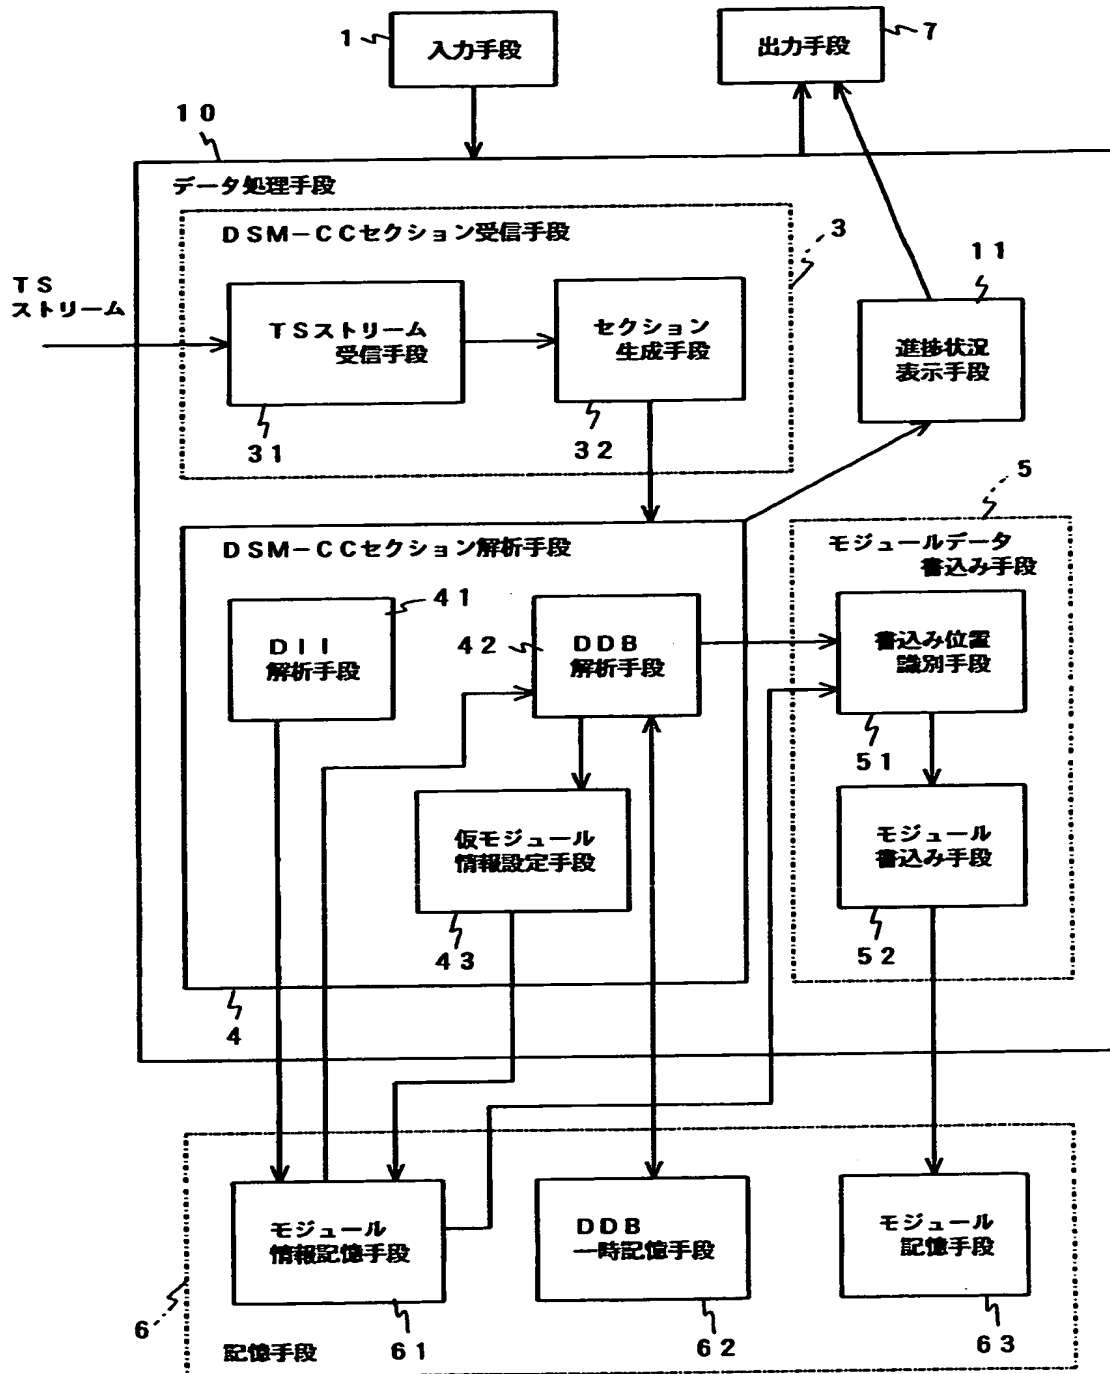 1
入力手段
出力手段
7
10
データ処理手段
DSM-CCセクション受信手段
3
TS
ストリーム
TSストリーム
受信手段
31
セクション
生成手段
32
11
進捗状況
表示手段
DSM-CCセクション解析手段
41
DII
解析手段
42
DDB
解析手段
仮モジュール
情報設定手段
43
4
5
モジュールデータ
書込み手段
書込み位置
識別手段
51
モジュール
書込み手段
52
モジュール
情報記憶手段
61
DDB
一時記憶手段
62
モジュール
記憶手段
63
6
記憶手段